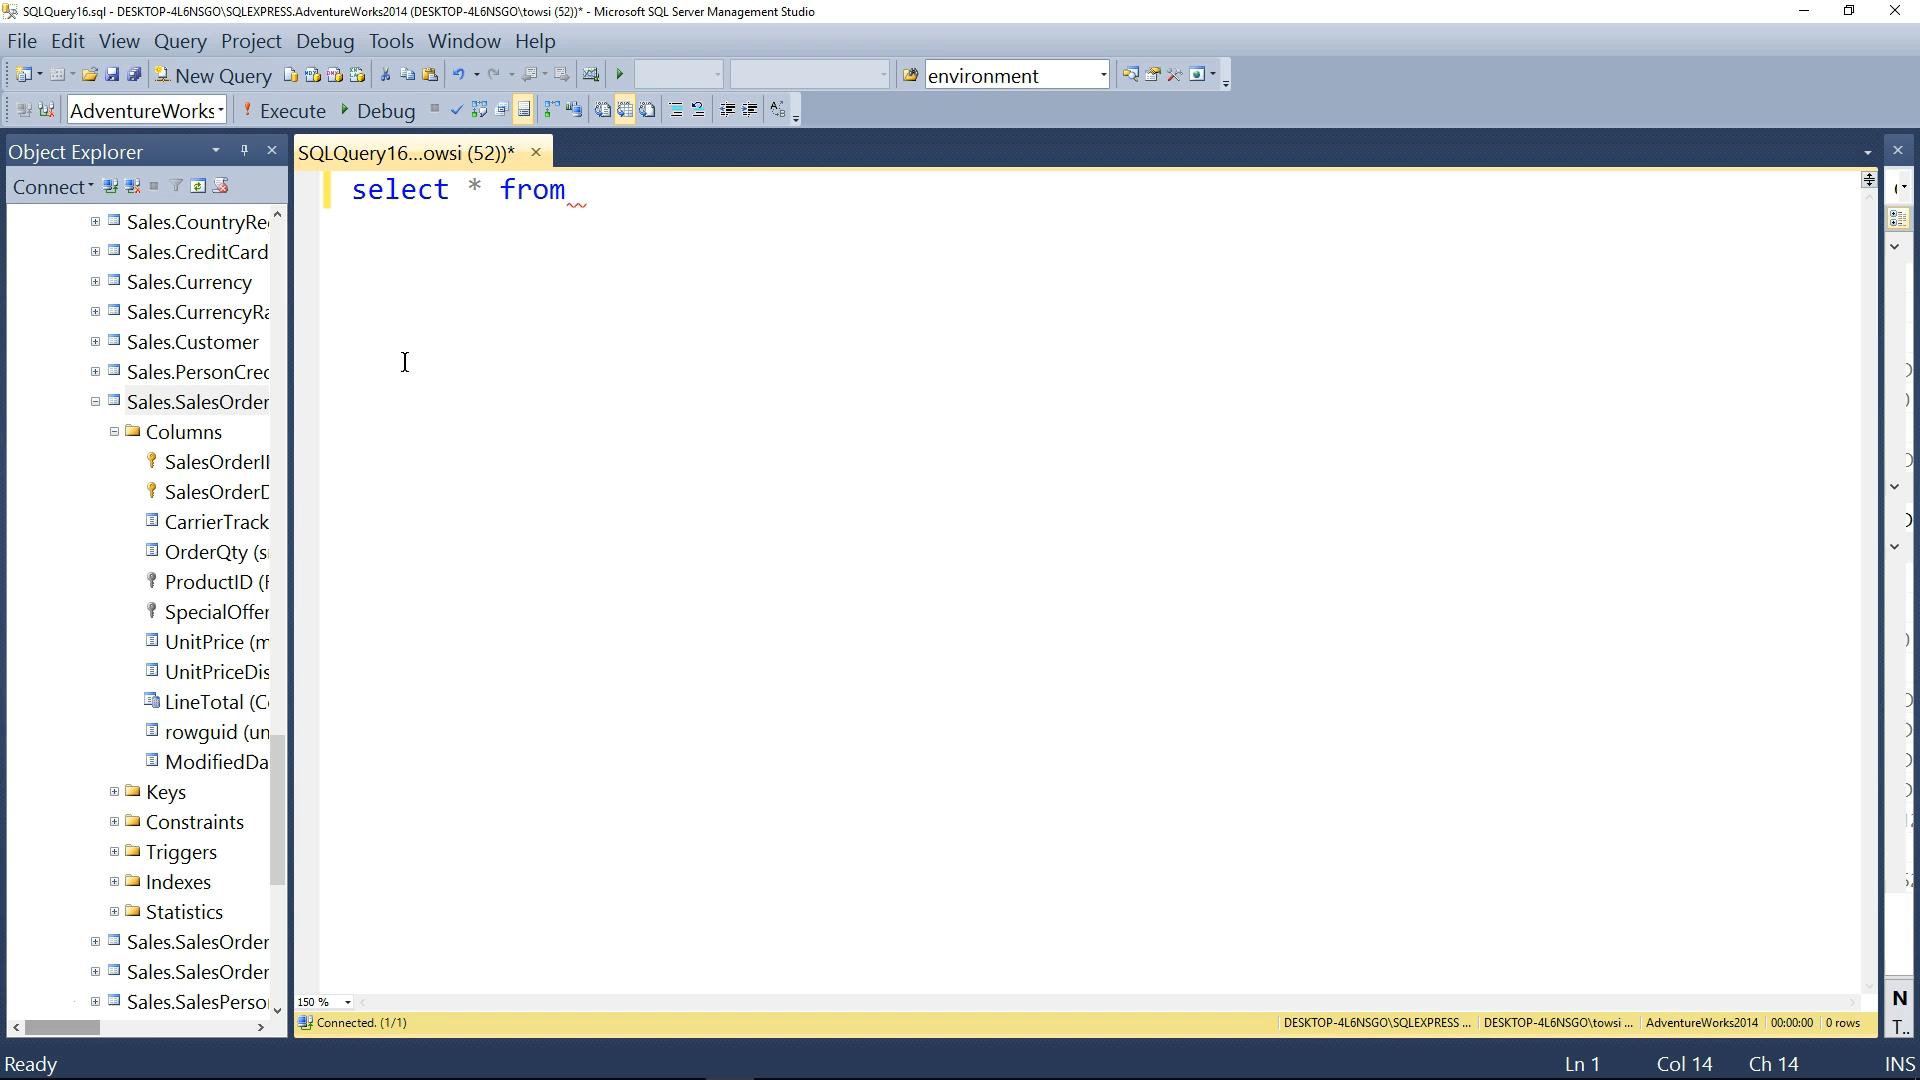 SQLQuery16.sql - DESKTOP-4L6NSGO\SQLEXPRESS.AdventureWorks2014 (DESKTOP-4L6NSGO\towsi (52))* - Microsoft SQL Server Management Studio
File Edit View Query Project Debug Tools Window Help
New Query environment
AdventureWorks Execute Debug
Object Explorer
SQLQuery16...owsi (52))*
Connect
select * from
Sales.CountryRe
Sales.CreditCard
Sales.Currency
Sales.CurrencyRa
Sales.Customer
Sales.PersonCred
Sales.SalesOrder
Columns
SalesOrderI
SalesOrderD
CarrierTrack
OrderQty (s
ProductID (F
SpecialOffer
UnitPrice (m
UnitPriceDis
LineTotal (C
rowguid (un
ModifiedDa
Keys
Constraints
Triggers
Indexes
Statistics
Sales.SalesOrder
Sales.SalesOrder
Sales.SalesPerso
150 %
N
T..
Connected. (1/1) DESKTOP-4L6NSGO\SQLEXPRESS ... DESKTOP-4L6NSGO\towsi ... AdventureWorks2014 00:00:00 0 rows
Ready Ln 1 Col 14 Ch 14 INS